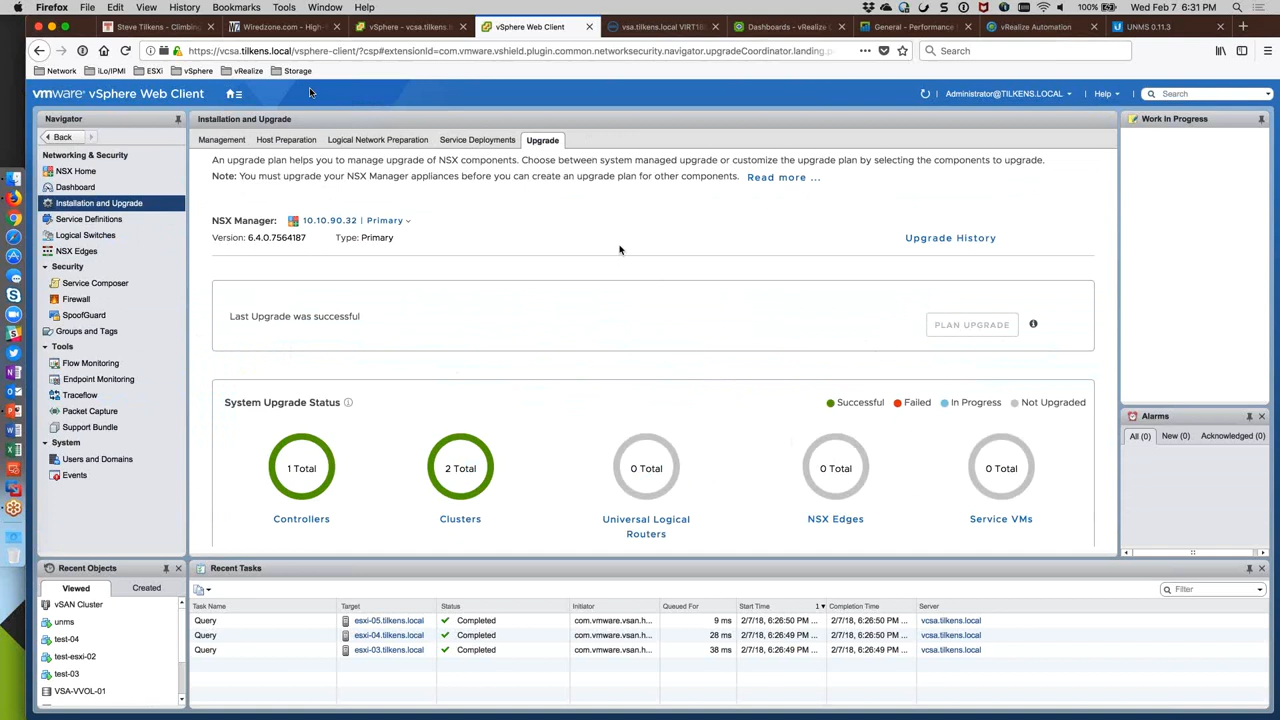 Firefox File Edit View History Bookmarks Tools Window Help
100% Wed Feb 7 6:31 PM
Steve Tilkens – Climbin
Wiredzone.com - High-
vSphere - vcsa.tilkens.l
vSphere Web Client
vsa.tilkens.local VIRT1
Dashboards - vRealize
General - Performance
vRealize Automation
UNMS 0.11.3
https://vcsa.tilkens.local/vsphere-client/?csp#extensionId=com.vmware.vshield.plugin.common.networksecurity.navigator.upgradeCoordinator.landing.p
Search
Network iLo/IPMI ESXi vSphere vRealize Storage
vmware vSphere Web Client
Administrator@TILKENS.LOCAL
Help
Search
Navigator
Back
Networking & Security
NSX Home
Dashboard
Installation and Upgrade
Service Definitions
Logical Switches
NSX Edges
Security
Service Composer
Firewall
SpoofGuard
Groups and Tags
Tools
Flow Monitoring
Endpoint Monitoring
Traceflow
Packet Capture
Support Bundle
System
Users and Domains
Events
Installation and Upgrade
Management Host Preparation Logical Network Preparation Service Deployments Upgrade
An upgrade plan helps you to manage upgrade of NSX components. Choose between system managed upgrade or customize the upgrade plan by selecting the components to upgrade.
Note: You must upgrade your NSX Manager appliances before you can create an upgrade plan for other components. Read more ...
NSX Manager: 10.10.90.32 | Primary
Version: 6.4.0.7564187 Type: Primary
Upgrade History
Last Upgrade was successful
PLAN UPGRADE
System Upgrade Status
Successful Failed In Progress Not Upgraded
1 Total 2 Total 0 Total 0 Total 0 Total
Controllers Clusters Universal Logical Routers NSX Edges Service VMs
Work In Progress
Alarms
All (0) New (0) Acknowledged (0)
Recent Objects
Viewed Created
vSAN Cluster
unms
test-04
test-esxi-02
test-03
VSA-VVOL-01
Recent Tasks
Filter
Task Name Target Status Initiator Queued For Start Time 1 Completion Time Server
Query esxi-05.tilkens.local Completed com.vmware.vsan.h... 9 ms 2/7/18, 6:26:50 PM ... 2/7/18, 6:26:50 PM ... vcsa.tilkens.local
Query esxi-04.tilkens.local Completed com.vmware.vsan.h... 28 ms 2/7/18, 6:26:49 PM ... 2/7/18, 6:26:50 PM ... vcsa.tilkens.local
Query esxi-03.tilkens.local Completed com.vmware.vsan.h... 38 ms 2/7/18, 6:26:49 PM ... 2/7/18, 6:26:49 PM ... vcsa.tilkens.local